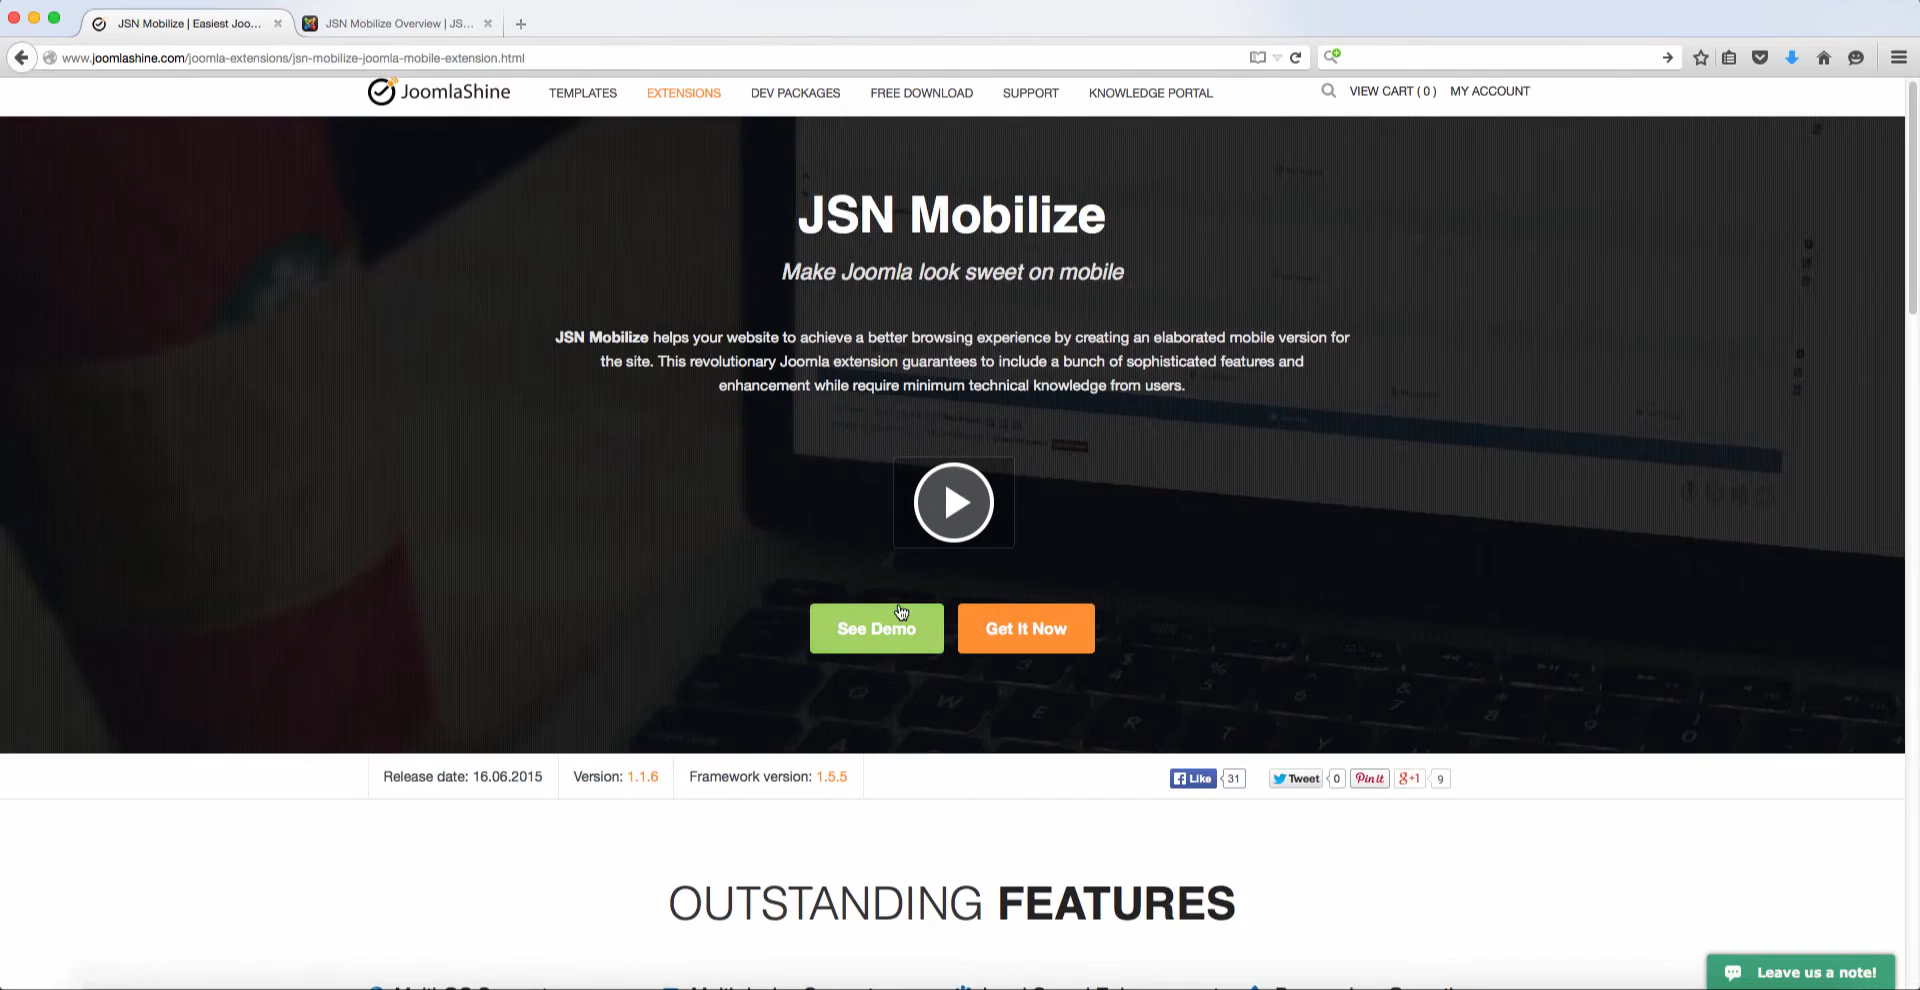 JSN Mobilize | Easiest Joo...
JSN Mobilize Overview | JS...
www.joomlashine.com/joomla-extensions/jsn-mobilize-joomla-mobile-extension.html
JoomlaShine
TEMPLATES
EXTENSIONS
DEV PACKAGES
FREE DOWNLOAD
SUPPORT
KNOWLEDGE PORTAL
VIEW CART ( 0 )
MY ACCOUNT
JSN Mobilize
Make Joomla look sweet on mobile
JSN Mobilize helps your website to achieve a better browsing experience by creating an elaborated mobile version for
the site. This revolutionary Joomla extension guarantees to include a bunch of sophisticated features and
enhancement while require minimum technical knowledge from users.
See Demo
Get It Now
Release date: 16.06.2015
Version: 1.1.6
Framework version: 1.5.5
Like 31
Tweet 0
Pin it
g+1 9
OUTSTANDING FEATURES
Leave us a note!